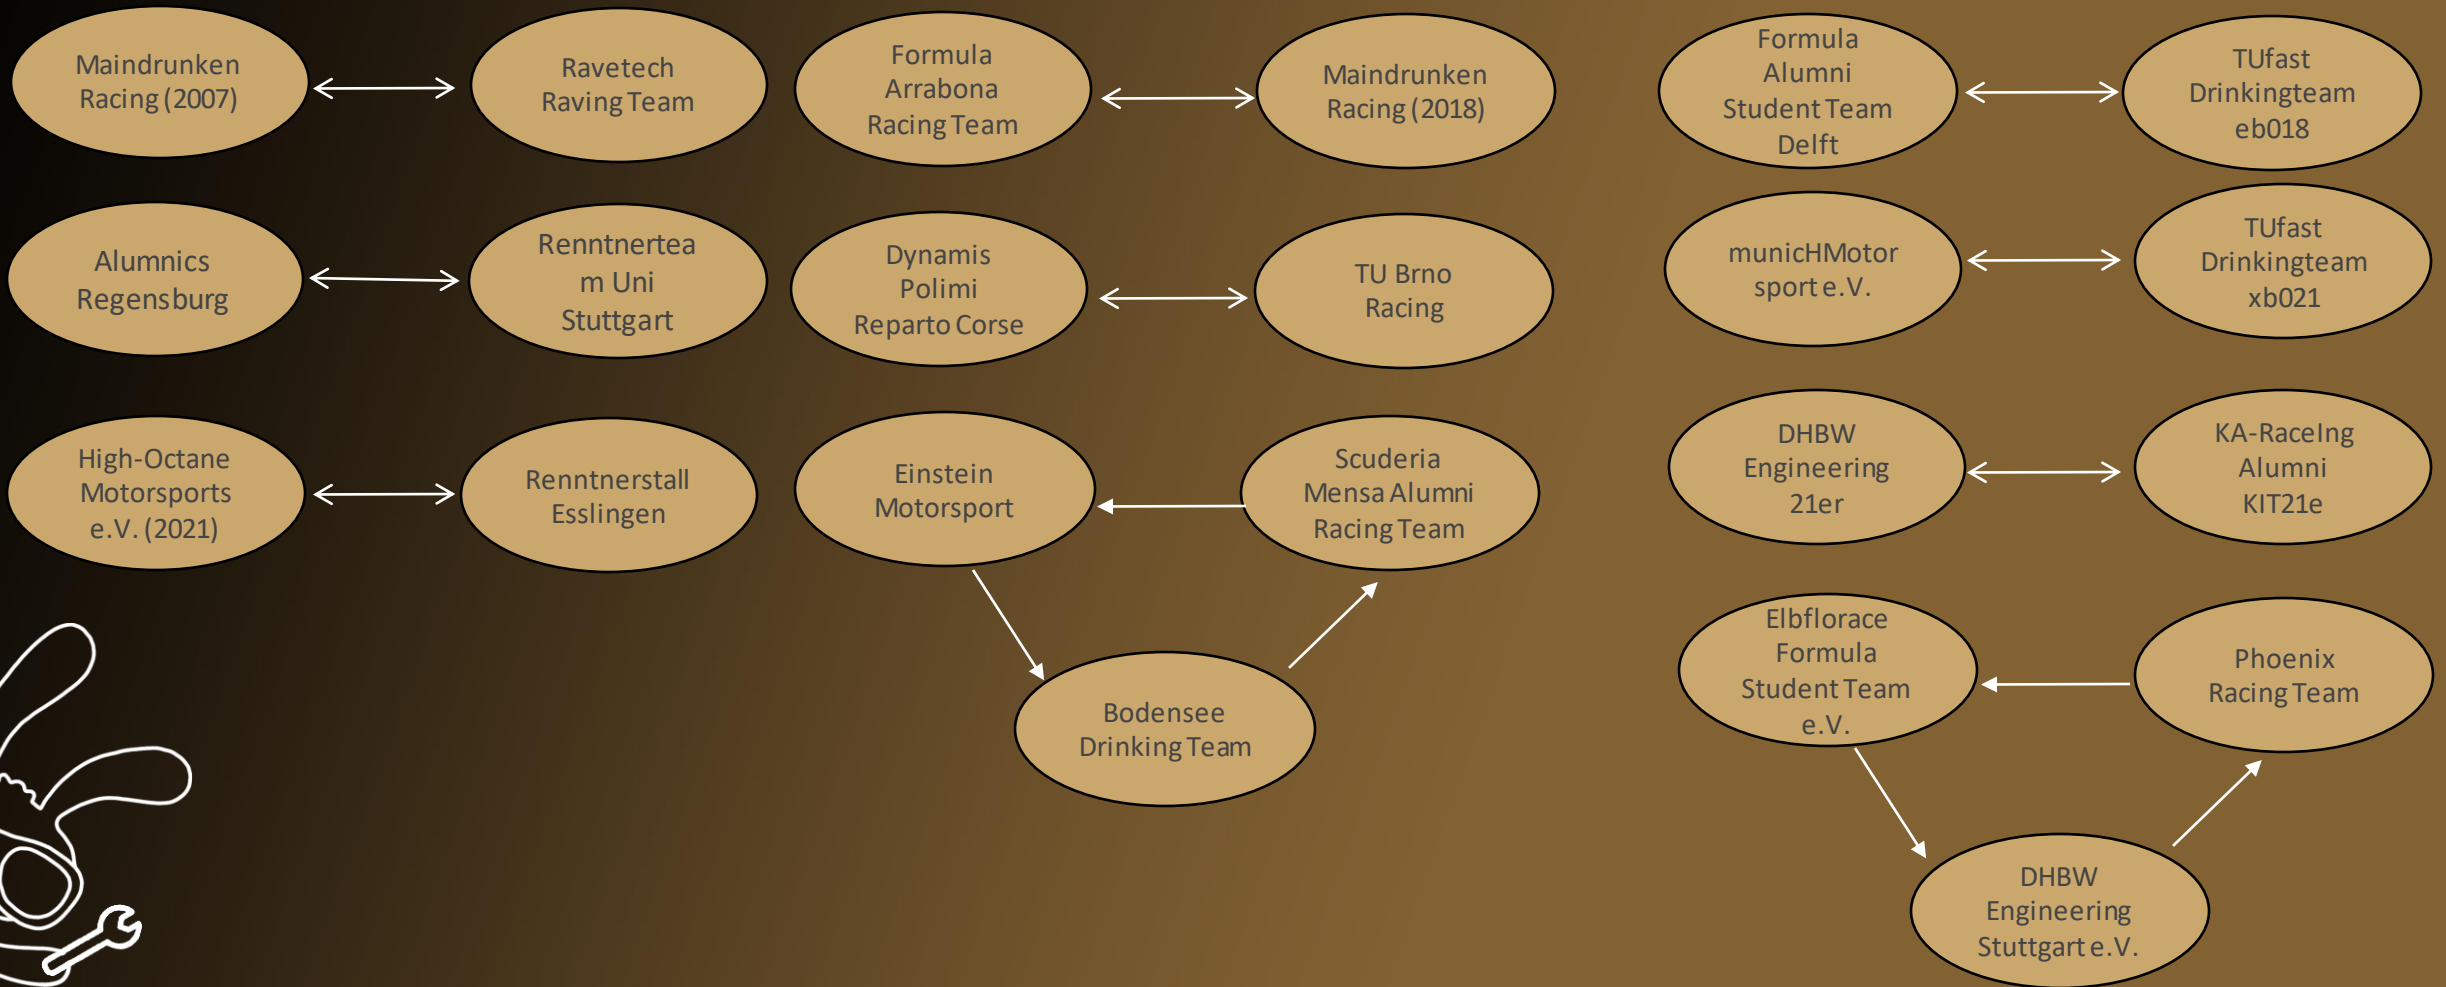 Maindrunken
Racing (2007)
Ravetech
Raving Team
Formula
Arrabona
Racing Team
Maindrunken
Racing (2018)
Formula
Alumni
Student Team
Delft
TUfast
Drinkingteam
eb018
Alumnics
Regensburg
Renntnertea
m Uni
Stuttgart
Dynamis
Polimi
Reparto Corse
TU Brno
Racing
municHMotor
sport e.V.
TUfast
Drinkingteam
xb021
High-Octane
Motorsports
e.V. (2021)
Renntnerstall
Esslingen
Einstein
Motorsport
Scuderia
Mensa Alumni
Racing Team
DHBW
Engineering
21er
KA-RaceIng
Alumni
KIT21e
Bodensee
Drinking Team
Elbflorace
Formula
Student Team
e.V.
Phoenix
Racing Team
DHBW
Engineering
Stuttgart e.V.